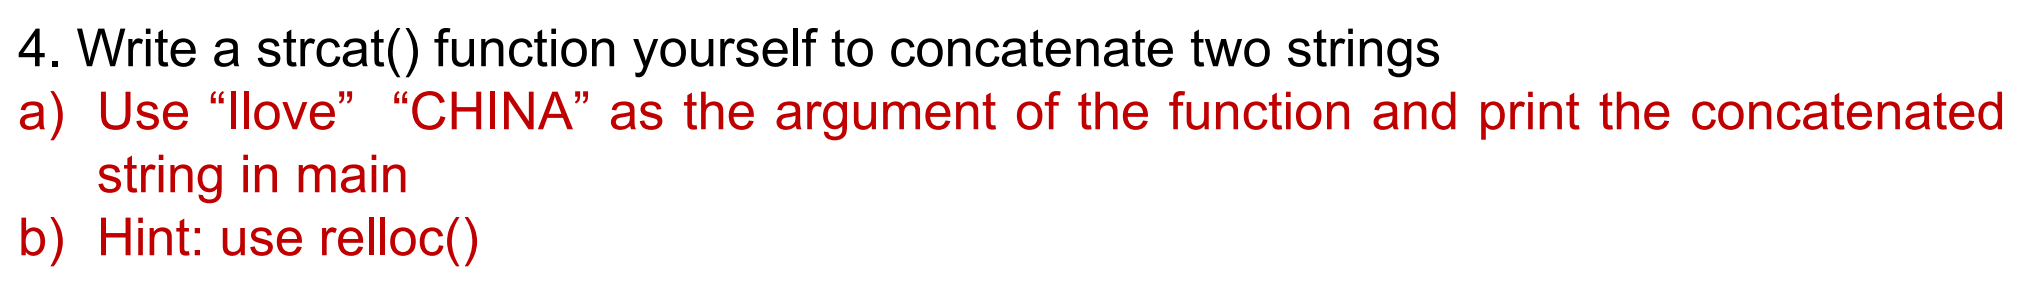 4. Write a strcat() function yourself to concatenate two strings
a) Use “Ilove” “CHINA” as the argument of the function and print the concatenated
string in main
b) Hint: use relloc()